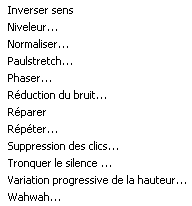 Inverser sens
Niveleur...
Normaliser...
Paulstretch...
Phaser...
Réduction du bruit...
Réparer
Répéter...
Suppression des clics...
Tronquer le silence ...
Variation progressive de la hauteur...
Wahwah...